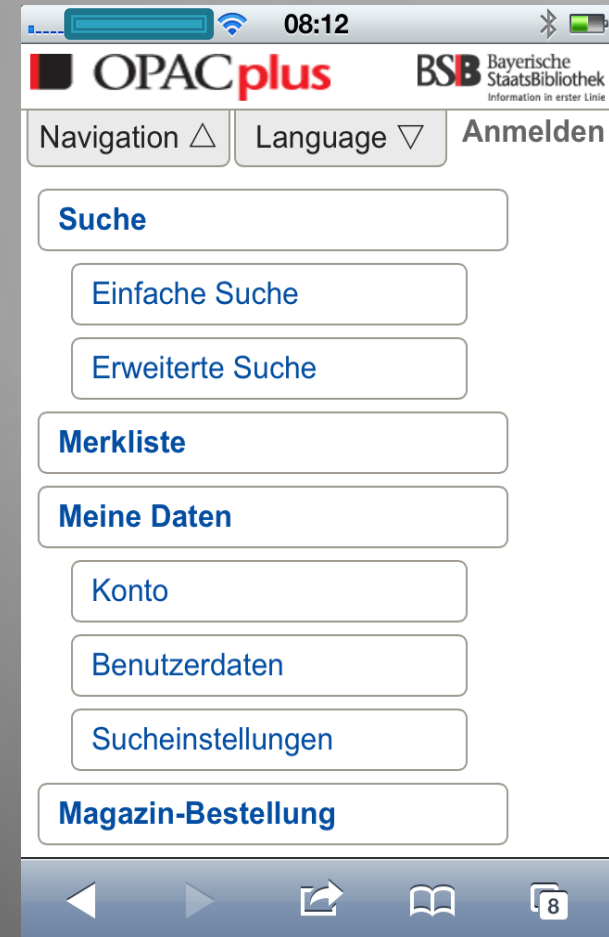 08:12
OPACplus
BSB Bayerische
StaatsBibliothek
Information in erster Linie
Navigation △ Language ▽ Anmelden
Suche
Einfache Suche
Erweiterte Suche
Merkliste
Meine Daten
Konto
Benutzerdaten
Sucheinstellungen
Magazin-Bestellung
8